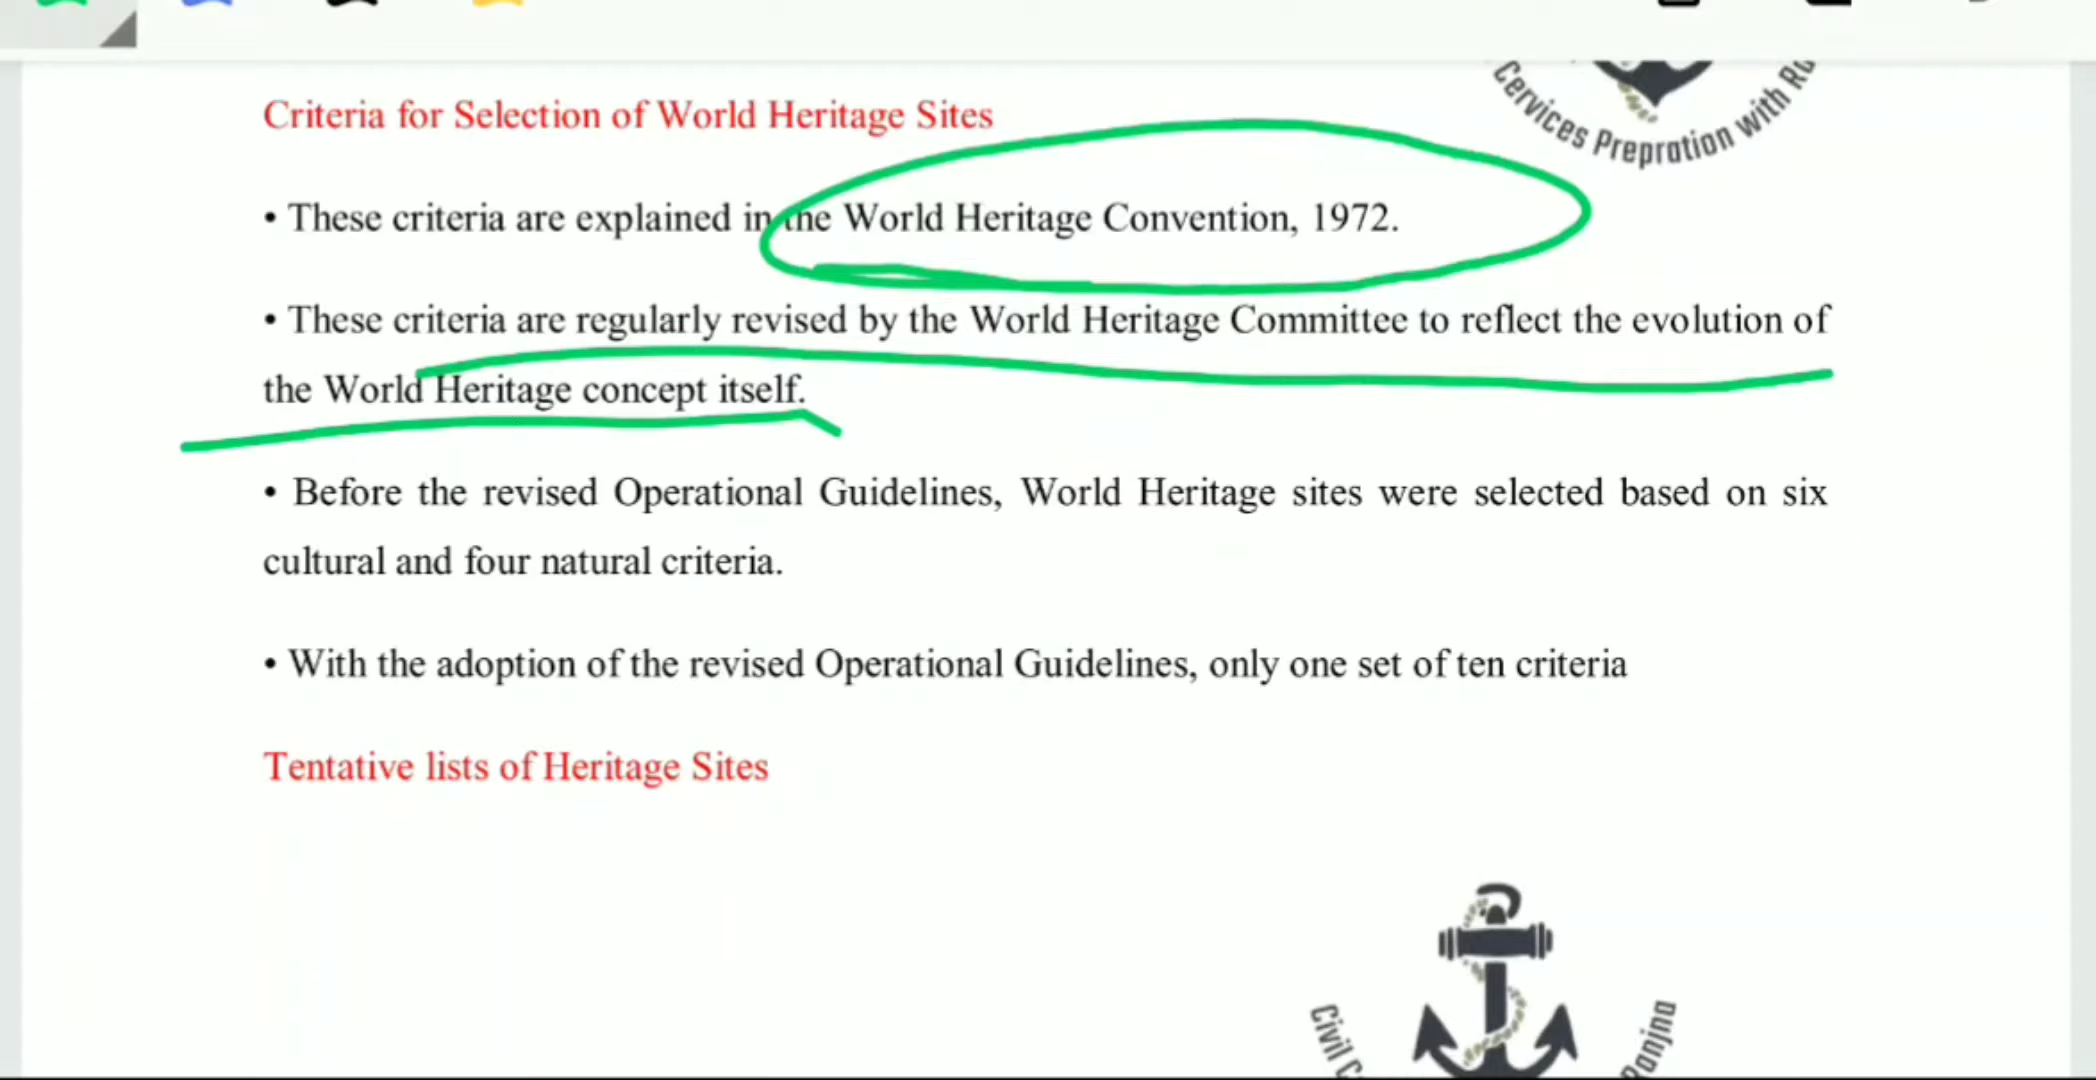 Cervices Prepration with
Criteria for Selection of World Heritage Sites
• These criteria are explained in the World Heritage Convention, 1972.
• These criteria are regularly revised by the World Heritage Committee to reflect the evolution of
the World Heritage concept itself.
• Before the revised Operational Guidelines, World Heritage sites were selected based on six
cultural and four natural criteria.
• With the adoption of the revised Operational Guidelines, only one set of ten criteria
Tentative lists of Heritage Sites
Civil